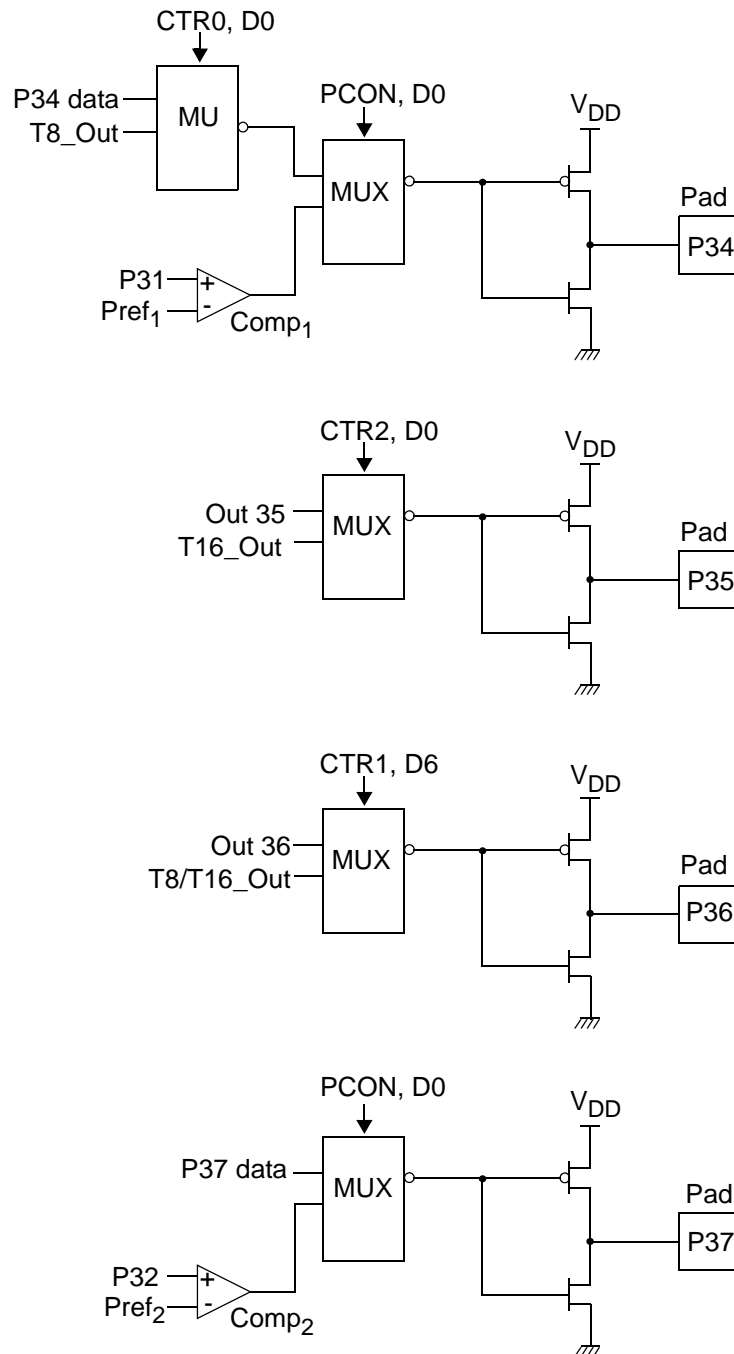 CTR0, D0
P34 data
T8_Out
MU
PCON, D0
MUX
VDD
Pad
P34
P31
Pref1
+
-
Comp1
CTR2, D0
Out 35
T16_Out
MUX
VDD
Pad
P35
CTR1, D6
Out 36
T8/T16_Out
MUX
VDD
Pad
P36
PCON, D0
P37 data
MUX
VDD
Pad
P37
P32
Pref2
+
-
Comp2